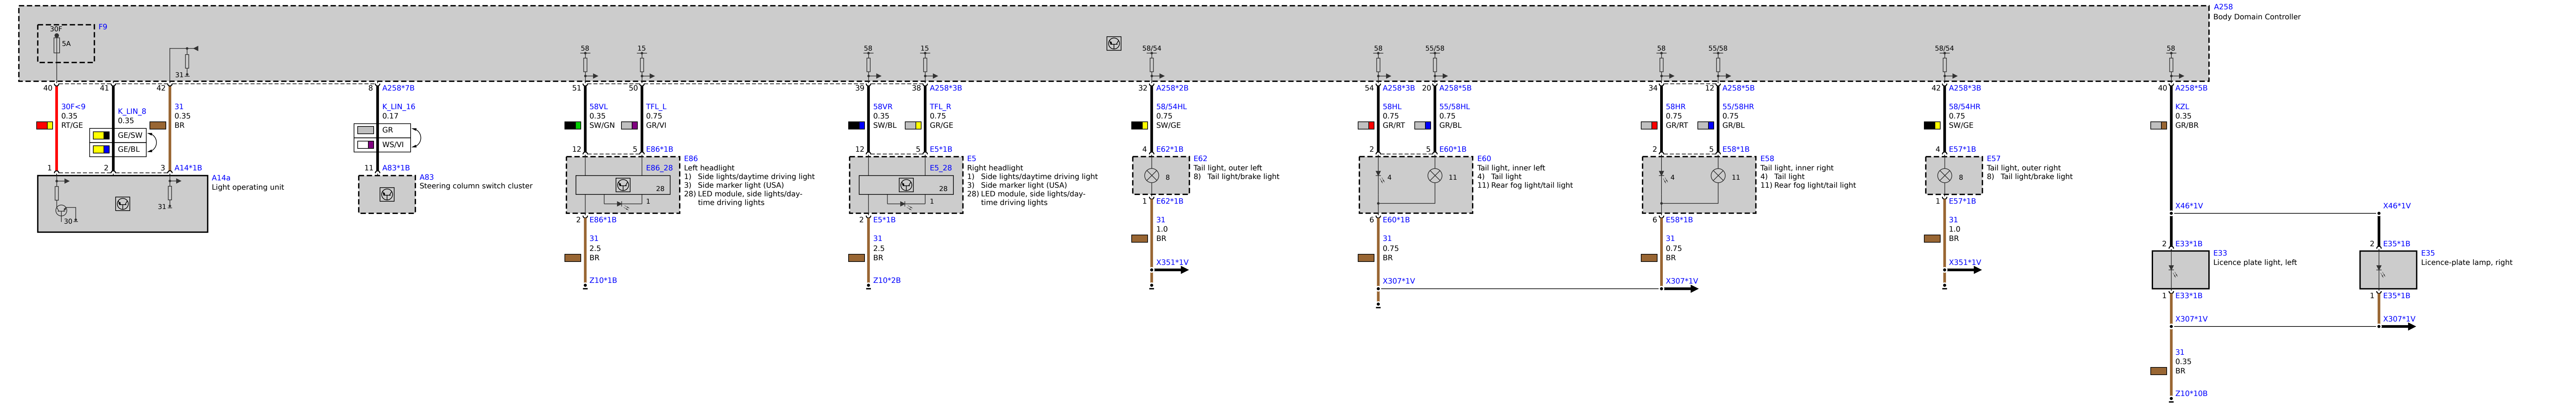 A258
Body Domain Controller
30F
F9
5A
31
58
15
58
15
58/54
58
55/58
58
55/58
58/54
58
40
41
42
8
A258*7B
51
50
39
38
A258*3B
32
A258*2B
54
A258*3B
20
A258*5B
34
12
A258*5B
42
A258*3B
40
A258*5B
30F<9
0.35
RT/GE
K_LIN_8
0.35
GE/SW
GE/BL
31
0.35
BR
K_LIN_16
0.17
GR
WS/VI
58VL
0.35
SW/GN
TFL_L
0.75
GR/VI
58VR
0.35
SW/BL
TFL_R
0.75
GR/GE
58/54HL
0.75
SW/GE
58HL
0.75
GR/RT
55/58HL
0.75
GR/BL
58HR
0.75
GR/RT
55/58HR
0.75
GR/BL
58/54HR
0.75
SW/GE
KZL
0.35
GR/BR
1
2
3
A14*1B
A14a
Light operating unit
30
31
11
A83*1B
A83
Steering column switch cluster
12
5
E86*1B
E86
Left headlight
1) Side lights/daytime driving light
3) Side marker light (USA)
28) LED module, side lights/day-
time driving lights
E86_28
28
1
2
E86*1B
31
2.5
BR
Z10*1B
12
5
E5*1B
E5
Right headlight
1) Side lights/daytime driving light
3) Side marker light (USA)
28) LED module, side lights/day-
time driving lights
E5_28
28
1
2
E5*1B
31
2.5
BR
Z10*2B
4
E62*1B
E62
Tail light, outer left
8) Tail light/brake light
8
1
E62*1B
31
1.0
BR
X351*1V
2
5
E60*1B
E60
Tail light, inner left
4) Tail light
11) Rear fog light/tail light
4
11
6
E60*1B
31
0.75
BR
X307*1V
2
5
E58*1B
E58
Tail light, inner right
4) Tail light
11) Rear fog light/tail light
4
11
6
E58*1B
31
0.75
BR
X307*1V
4
E57*1B
E57
Tail light, outer right
8) Tail light/brake light
8
1
E57*1B
31
1.0
BR
X351*1V
X46*1V
X46*1V
2
E33*1B
E33
Licence plate light, left
1
E33*1B
X307*1V
31
0.35
BR
Z10*10B
2
E35*1B
E35
Licence-plate lamp, right
1
E35*1B
X307*1V